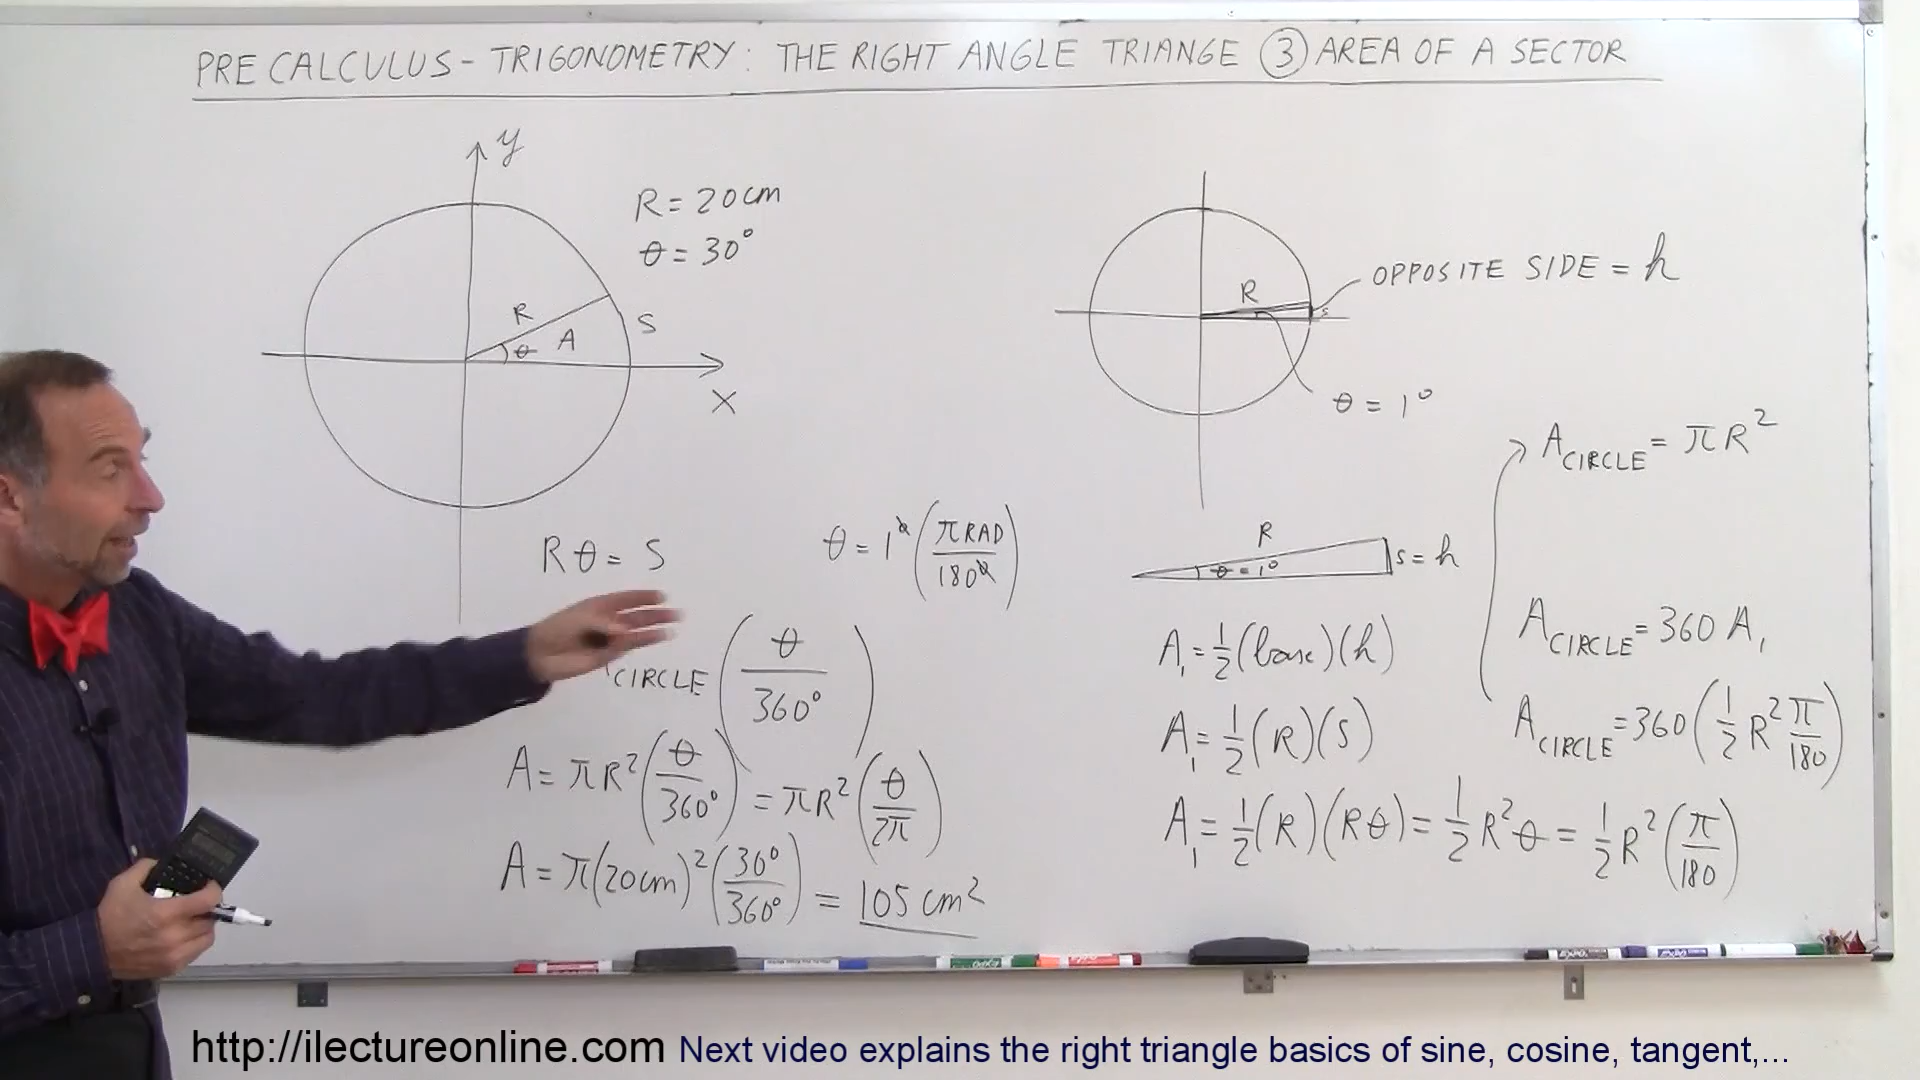 PRE CALCULUS - TRIGONOMETRY: THE RIGHT ANGLE TRIANGE ③ AREA OF A SECTOR
y
R = 20cm
θ = 30°
R
S
θ
A
X
Rθ = S
θ = 1° (π RAD / 180°)
CIRCLE (θ / 360°)
A = πR² (θ / 360°) = πR² (θ / 2π)
A = π(20cm)² (30° / 360°) = 105 cm²
R
S
OPPOSITE SIDE = h
θ = 1°
R
θ = 1°
S = h
A₁ = ½ (base)(h)
A₁ = ½ (R)(S)
A₁ = ½ (R)(Rθ) = ½ R² θ = ½ R² (π / 180)
A CIRCLE = πR²
A CIRCLE = 360 A₁
A CIRCLE = 360 (½ R² π / 180)
http://ilectureonline.com Next video explains the right triangle basics of sine, cosine, tangent,...